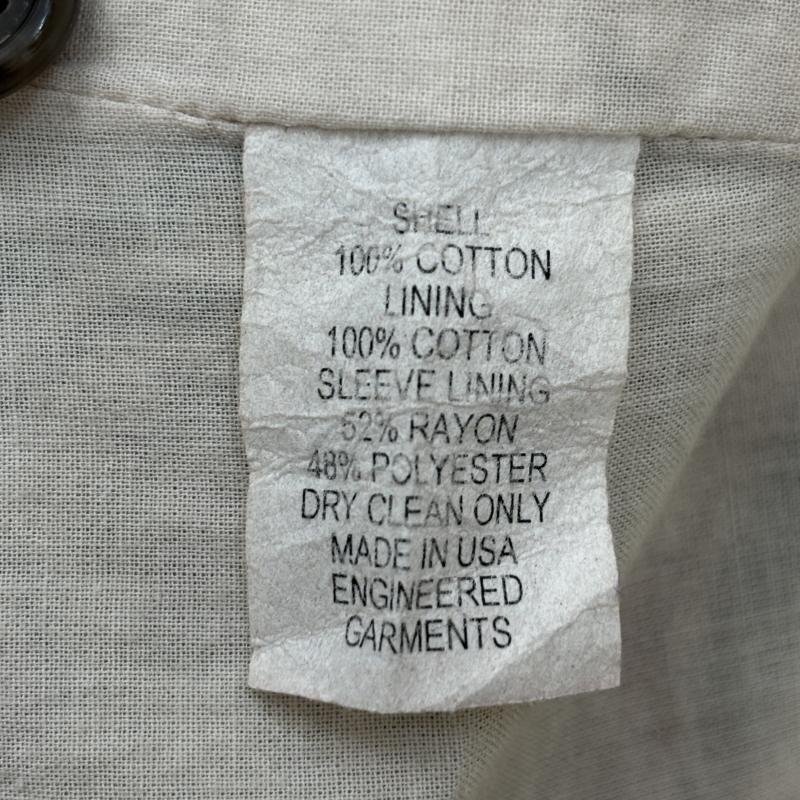 SHELL
100% COTTON
LINING
100% COTTON
SLEEVE LINING
52% RAYON
48% POLYESTER
DRY CLEAN ONLY
MADE IN USA
ENGINEERED
GARMENTS